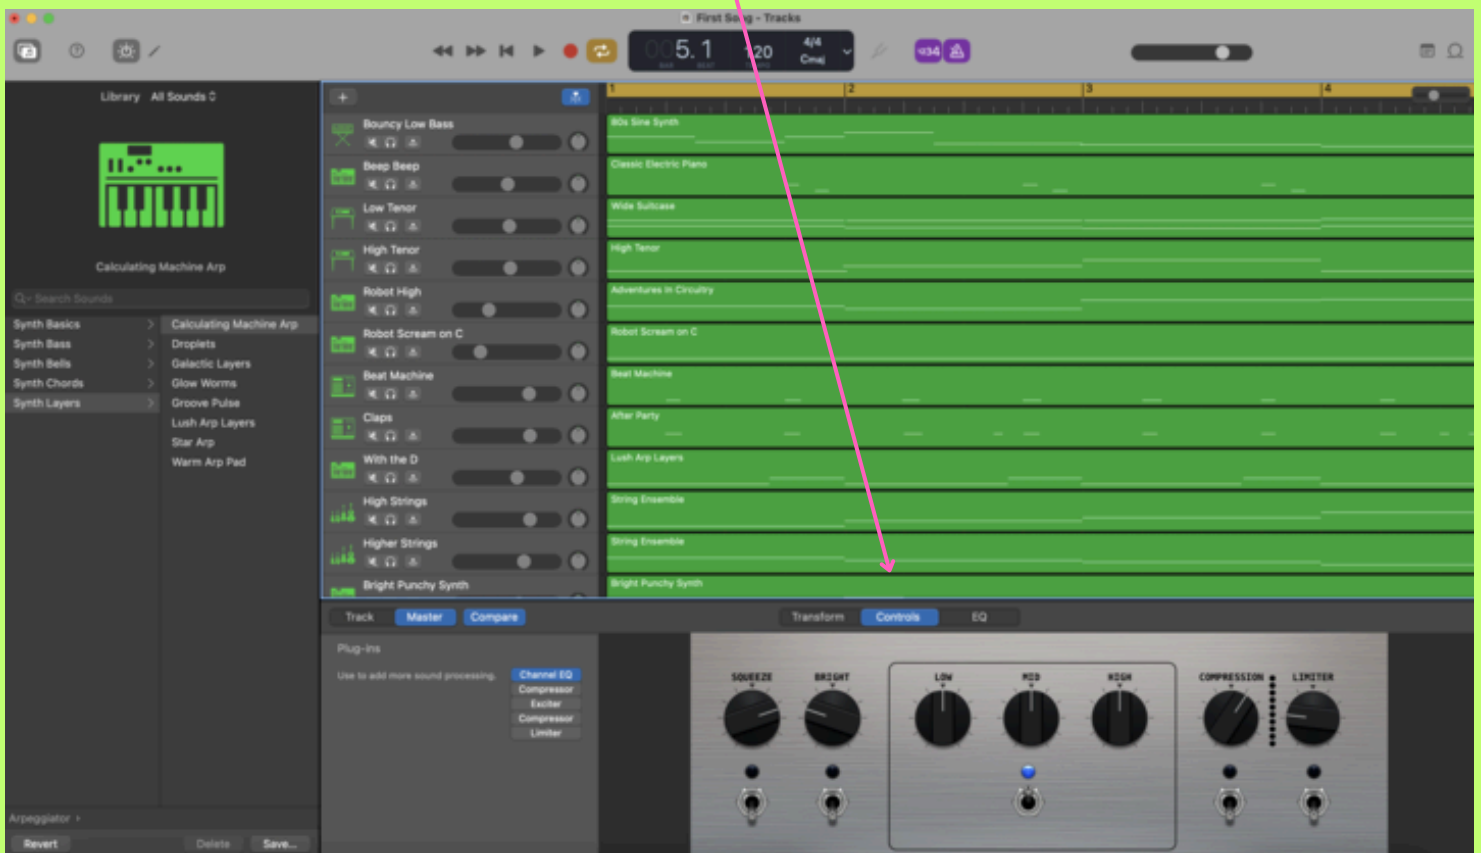 First Song - Tracks
005.1
BAR BEAT
120
TEMPO
4/4
Cmaj
1234
Library All Sounds
Calculating Machine Arp
Search Sounds
Synth Basics
Synth Bass
Synth Bells
Synth Chords
Synth Layers
Calculating Machine Arp
Droplets
Galactic Layers
Glow Worms
Groove Pulse
Lush Arp Layers
Star Arp
Warm Arp Pad
Arpeggiator
Revert Delete Save...
1 2 3 4
Bouncy Low Bass
Beep Beep
Low Tenor
High Tenor
Robot High
Robot Scream on C
Beat Machine
Claps
With the D
High Strings
Higher Strings
Bright Punchy Synth
80s Sine Synth
Classic Electric Piano
Wide Suitcase
High Tenor
Adventures in Circuitry
Robot Scream on C
Beat Machine
After Party
Lush Arp Layers
String Ensemble
String Ensemble
Bright Punchy Synth
Track Master Compare
Transform Controls EQ
Plug-ins
Use to add more sound processing.
Channel EQ
Compressor
Exciter
Compressor
Limiter
SQUEEZE BRIGHT LOW MID HIGH COMPRESSION LIMITER